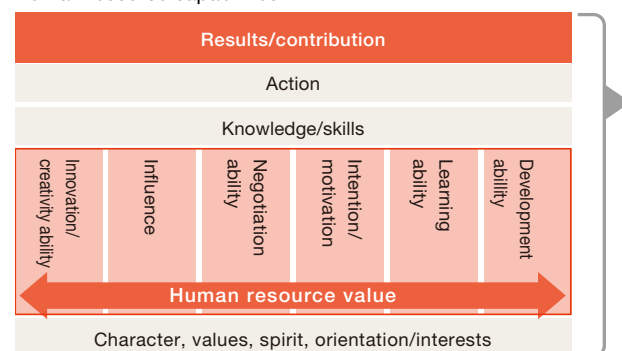 Results/contribution
Action
Knowledge/skills
Innovation/
creativity ability
Influence
Negotiation
ability
Intention/
motivation
Learning
ability
Development
abillity
Human resource value
Character, values, spirit, orientation/interests